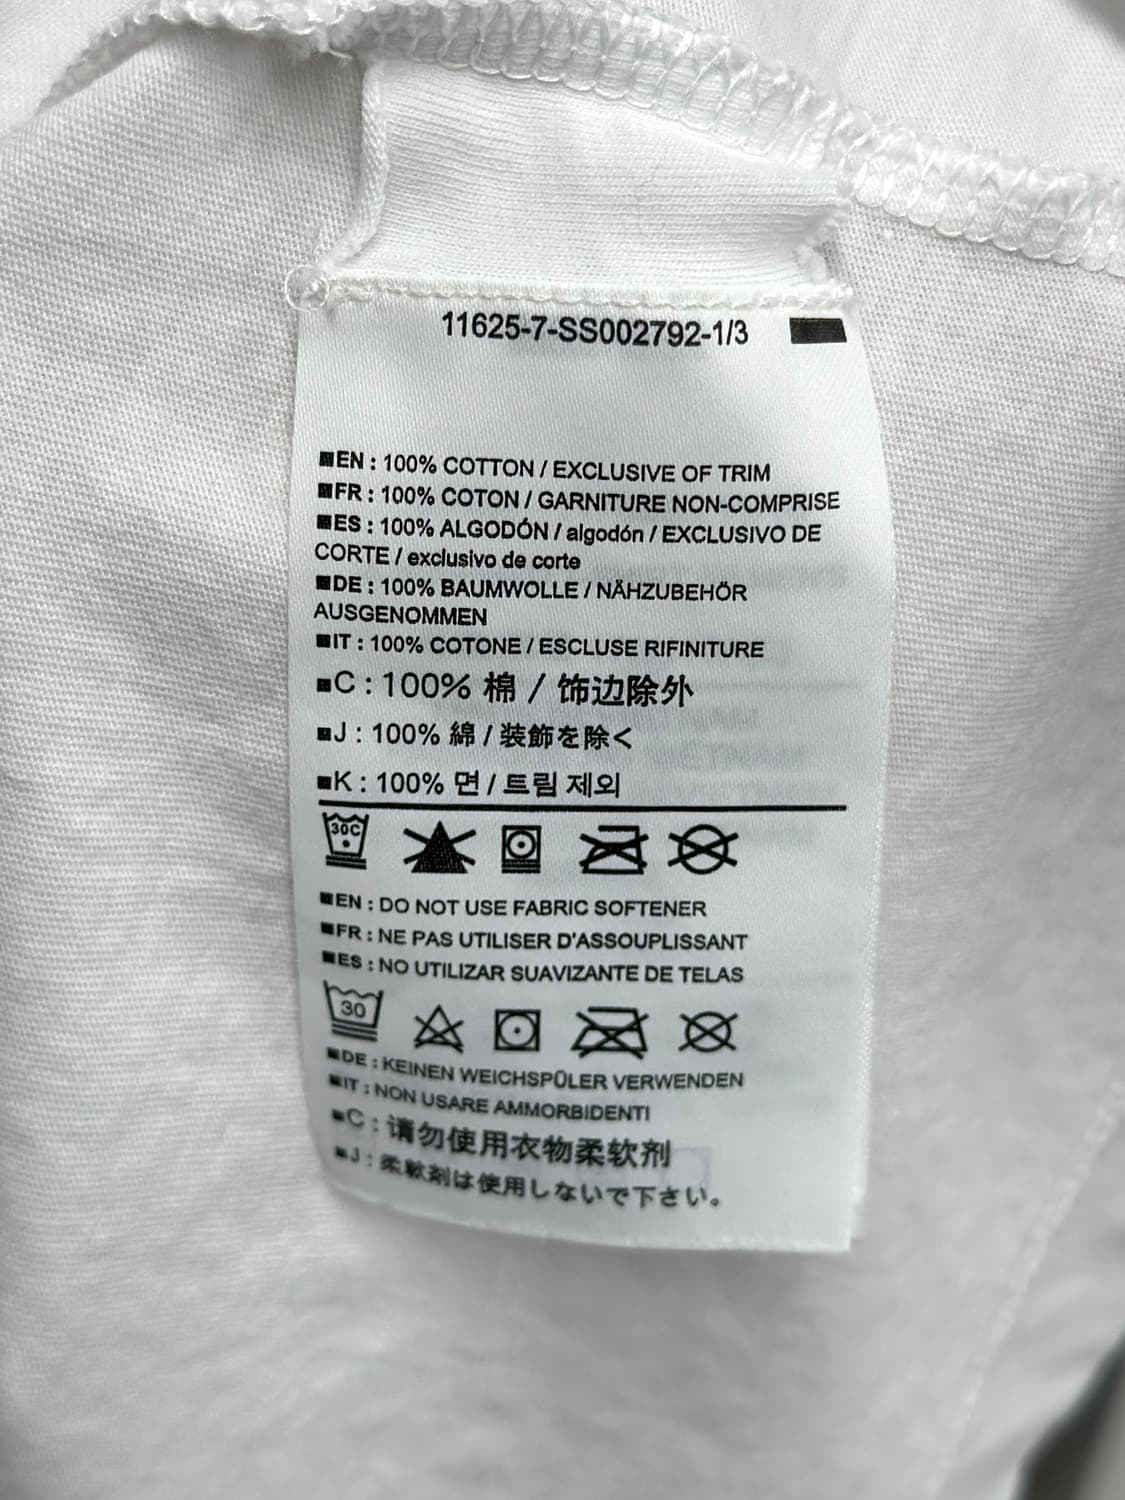 11625-7-SS002792-1/3
■EN : 100% COTTON / EXCLUSIVE OF TRIM
■FR : 100% COTON / GARNITURE NON-COMPRISE
■ES : 100% ALGODÓN / algodón / EXCLUSIVO DE
CORTE / exclusivo de corte
■DE : 100% BAUMWOLLE / NÄHZUBEHÖR
AUSGENOMMEN
■IT : 100% COTONE / ESCLUSE RIFINITURE
■C : 100% 棉 / 饰边除外
■J : 100% 綿 / 装飾を除く
■K : 100% 면 / 트림 제외
30C
■EN : DO NOT USE FABRIC SOFTENER
■FR : NE PAS UTILISER D'ASSOUPLISSANT
■ES : NO UTILIZAR SUAVIZANTE DE TELAS
30
■DE : KEINEN WEICHSPÜLER VERWENDEN
■IT : NON USARE AMMORBIDENTI
■C : 请勿使用衣物柔软剂
■J : 柔軟剤は使用しないで下さい。